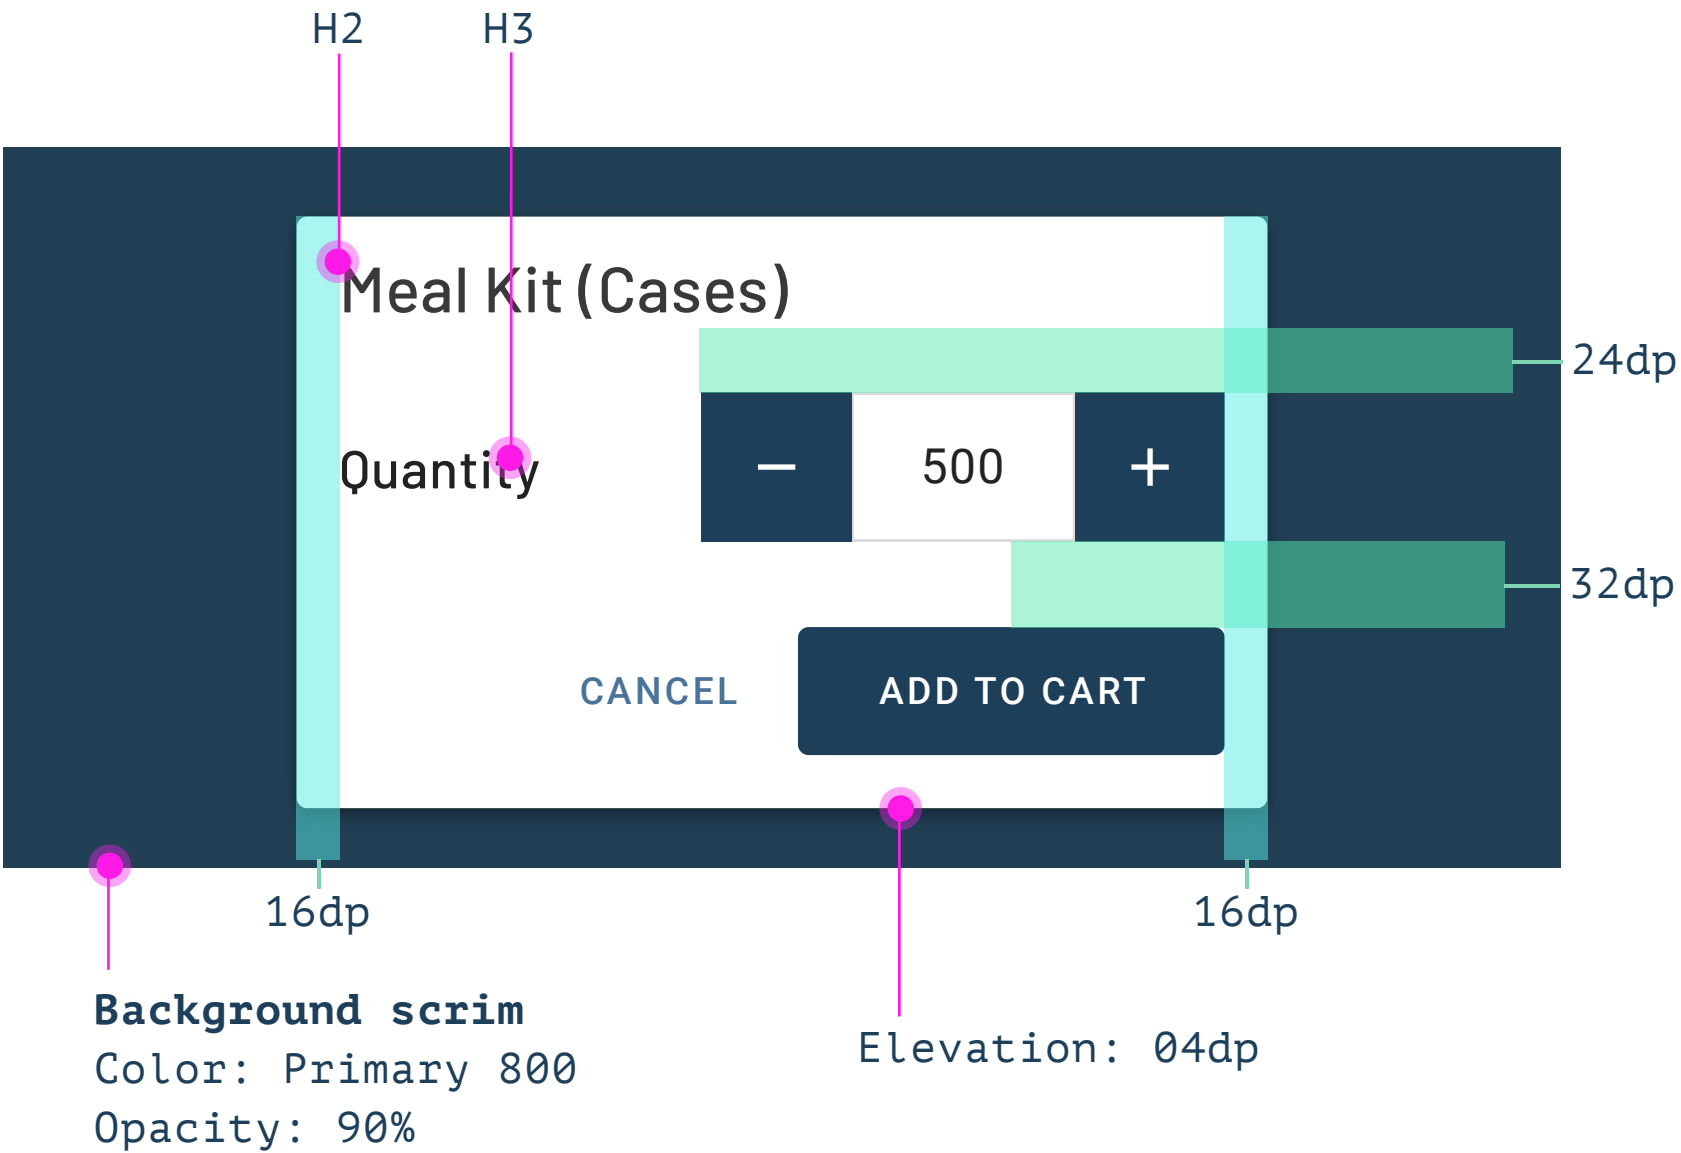 H2 H3
Meal Kit (Cases)
24dp
Quantity − 500 +
32dp
CANCEL ADD TO CART
16dp 16dp
Background scrim
Color: Primary 800
Opacity: 90%
Elevation: 04dp